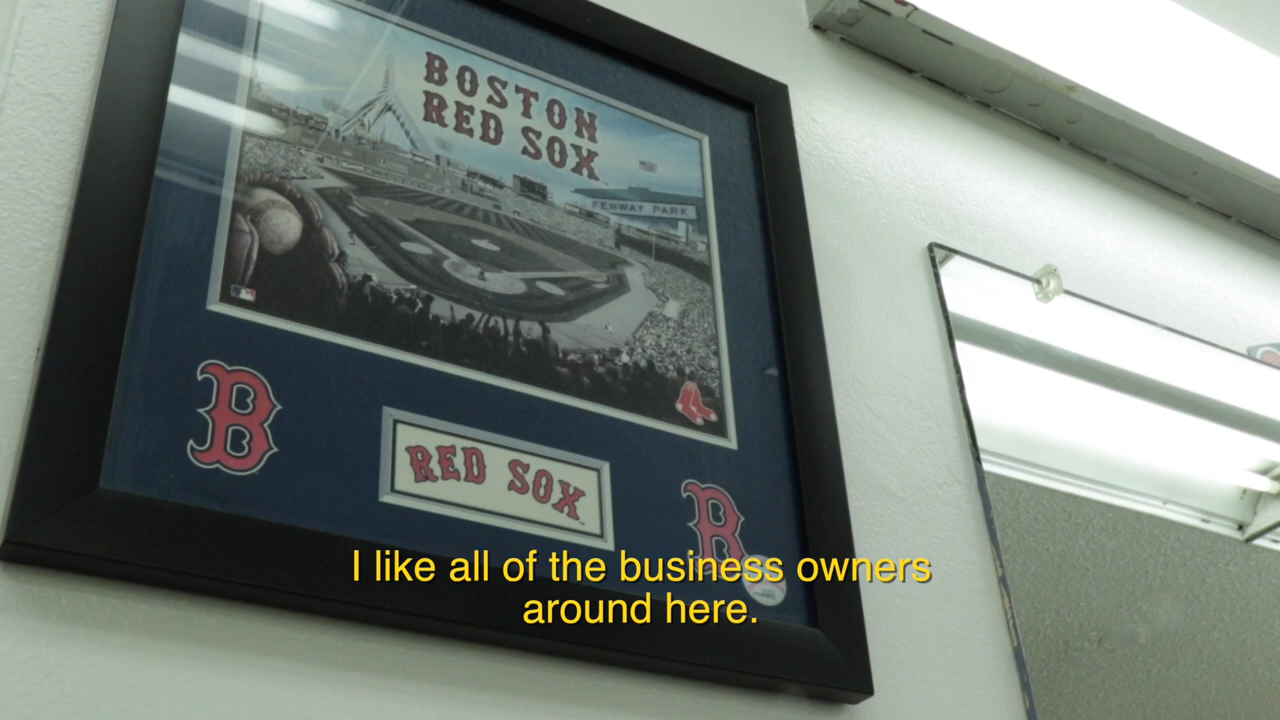 BOSTON
RED SOX
FENWAY PARK
B
RED SOX
B
I like all of the business owners
around here.